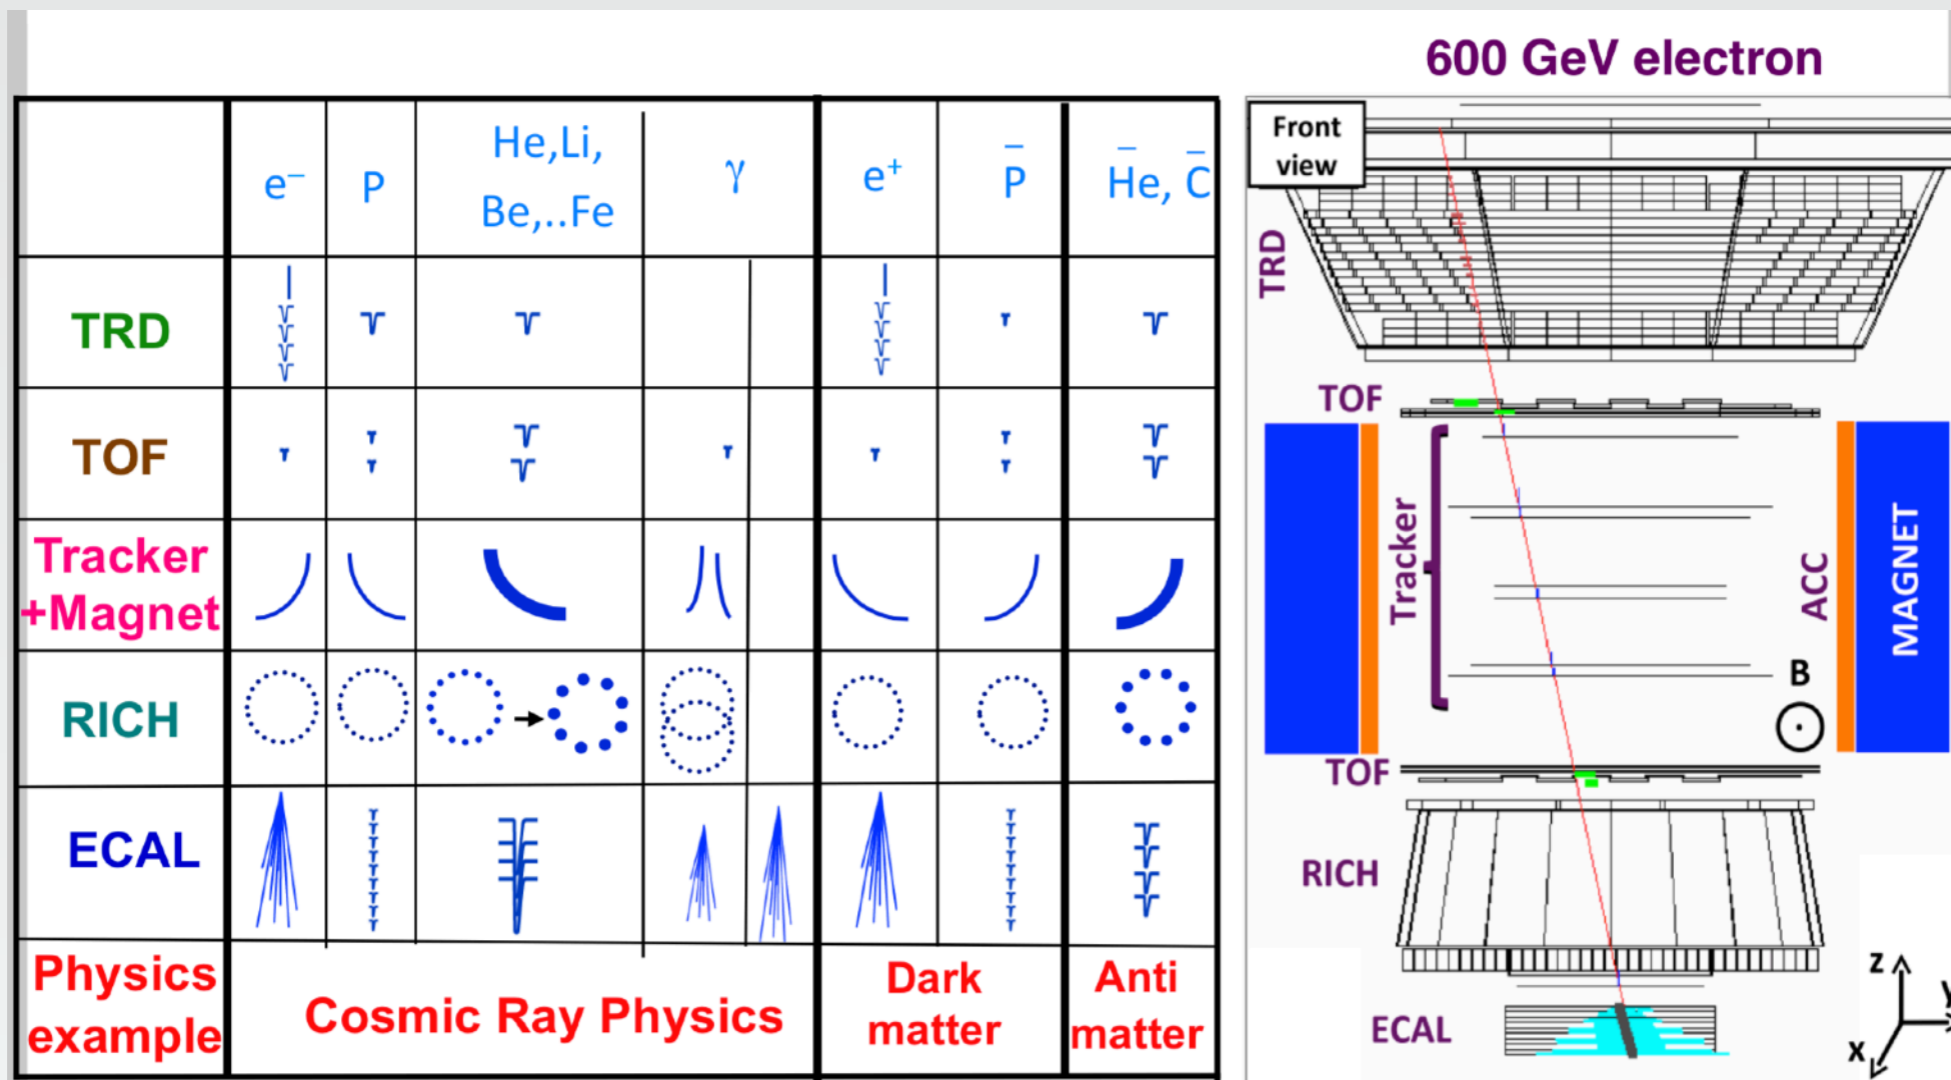 600 GeV electron
e⁻
P
He,Li,
Be,..Fe
γ
e⁺
P̅
H̅e, C̅
TRD
TOF
Tracker
+Magnet
RICH
ECAL
Physics
example
Cosmic Ray Physics
Dark
matter
Anti
matter
Front
view
TRD
TOF
Tracker
ACC
MAGNET
B
TOF
RICH
ECAL
z
y
x